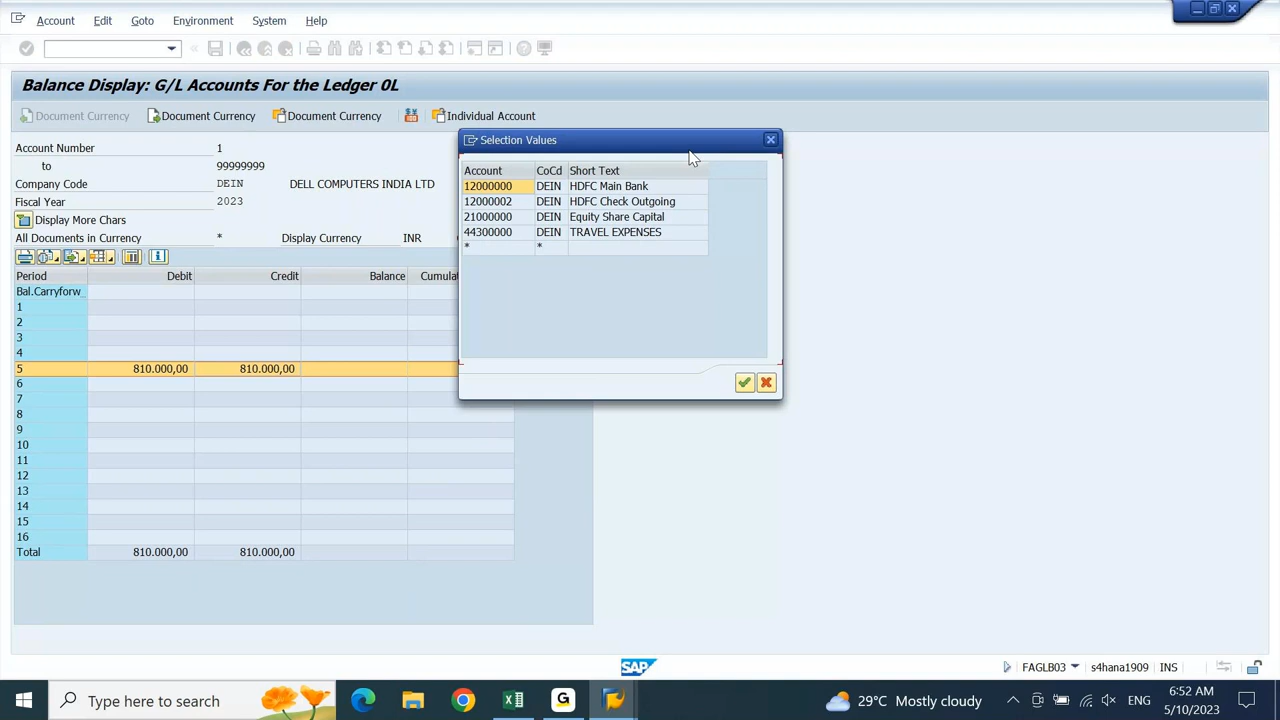 Account Edit Goto Environment System Help
Balance Display: G/L Accounts For the Ledger 0L
Document Currency Document Currency Document Currency Individual Account
Account Number 1
to 99999999
Company Code DEIN DELL COMPUTERS INDIA LTD
Fiscal Year 2023
Display More Chars
All Documents in Currency * Display Currency INR
Period Debit Credit Balance Cumulat
Bal.Carryforw
1
2
3
4
5 810.000,00 810.000,00
6
7
8
9
10
11
12
13
14
15
16
Total 810.000,00 810.000,00
Selection Values
Account CoCd Short Text
12000000 DEIN HDFC Main Bank
12000002 DEIN HDFC Check Outgoing
21000000 DEIN Equity Share Capital
44300000 DEIN TRAVEL EXPENSES
* *
SAP
FAGLB03 s4hana1909 INS
Type here to search
29°C Mostly cloudy
ENG
6:52 AM
5/10/2023